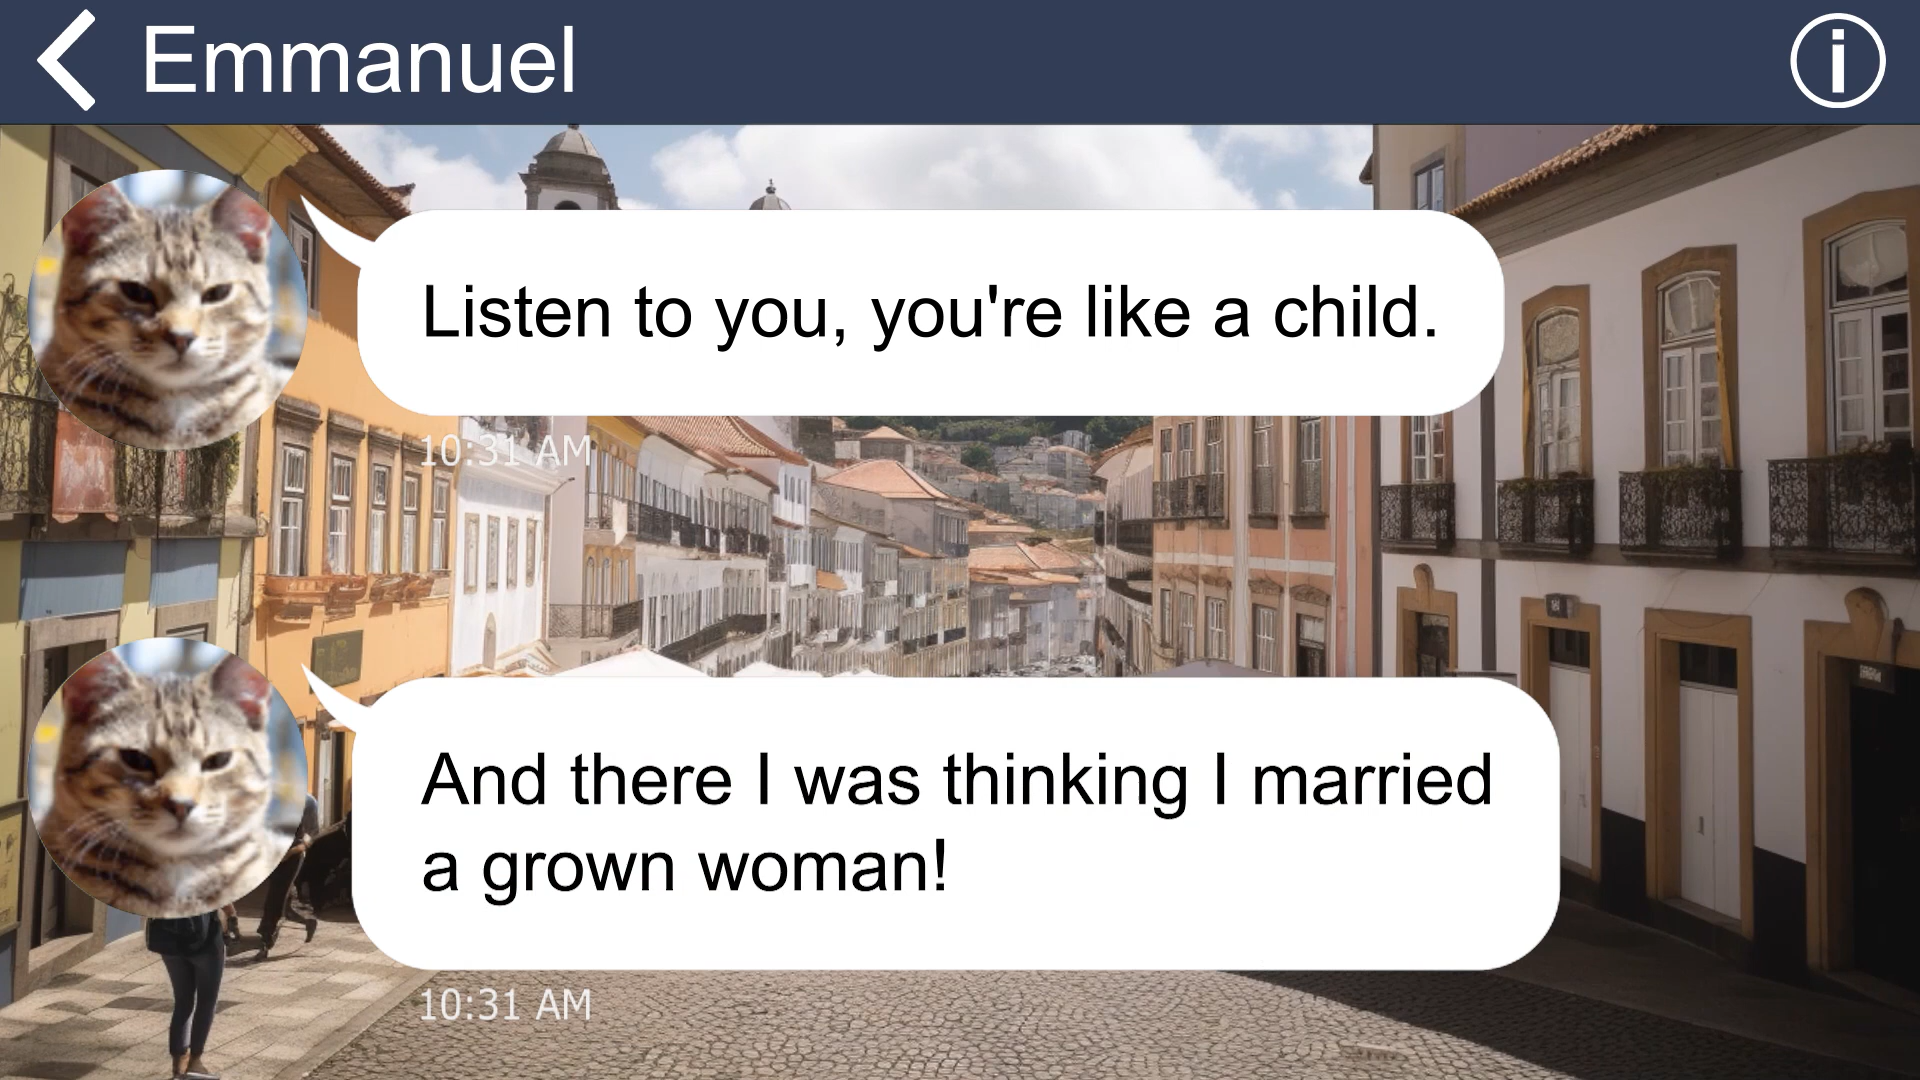 Emmanuel
Listen to you, you're like a child.
10:31 AM
And there I was thinking I married
a grown woman!
10:31 AM